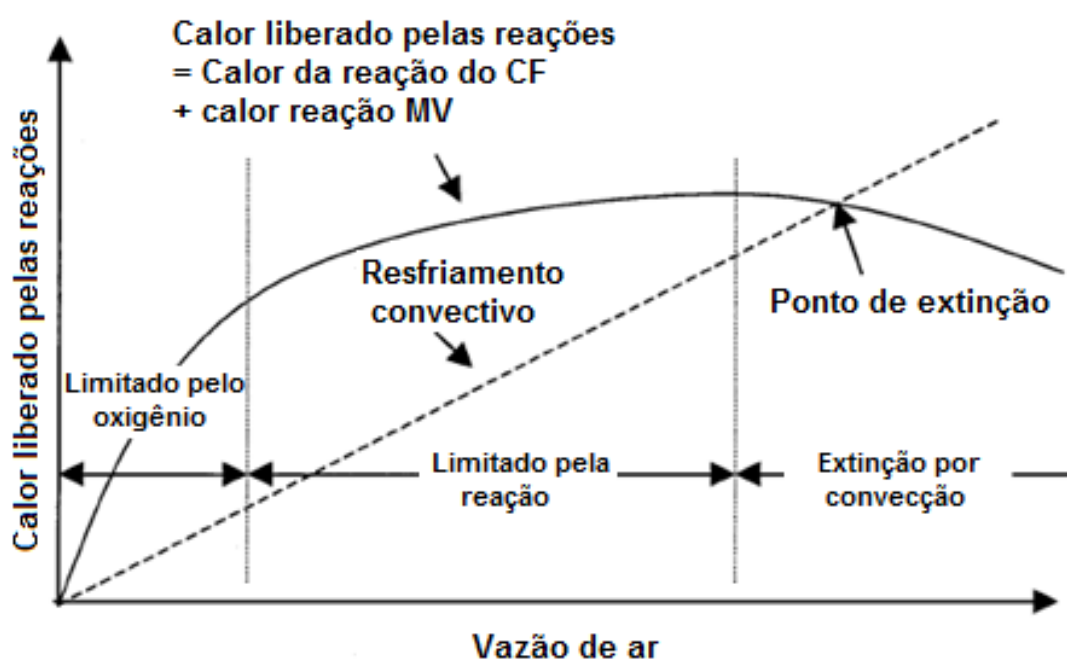 Calor liberado pelas reações
= Calor da reação do CF
+ calor reação MV
Calor liberado pelas reações
Resfriamento
convectivo
Ponto de extinção
Limitado pelo
oxigênio
Limitado pela
reação
Extinção por
convecção
Vazão de ar